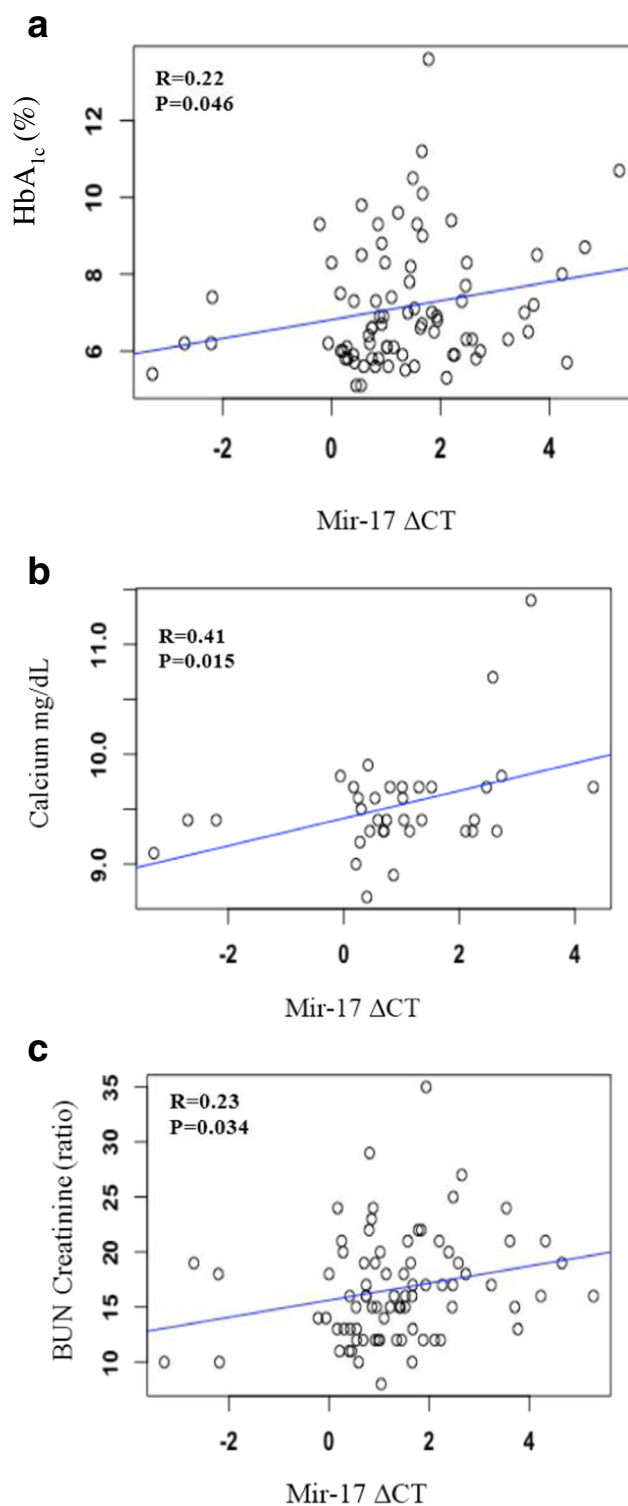 a
R=0.22
P=0.046
HbA1c (%)
12
10
8
6
-2 0 2 4
Mir-17 ΔCT
b
R=0.41
P=0.015
Calcium mg/dL
11.0
10.0
9.0
-2 0 2 4
Mir-17 ΔCT
c
R=0.23
P=0.034
BUN Creatinine (ratio)
35
30
25
20
15
10
-2 0 2 4
Mir-17 ΔCT